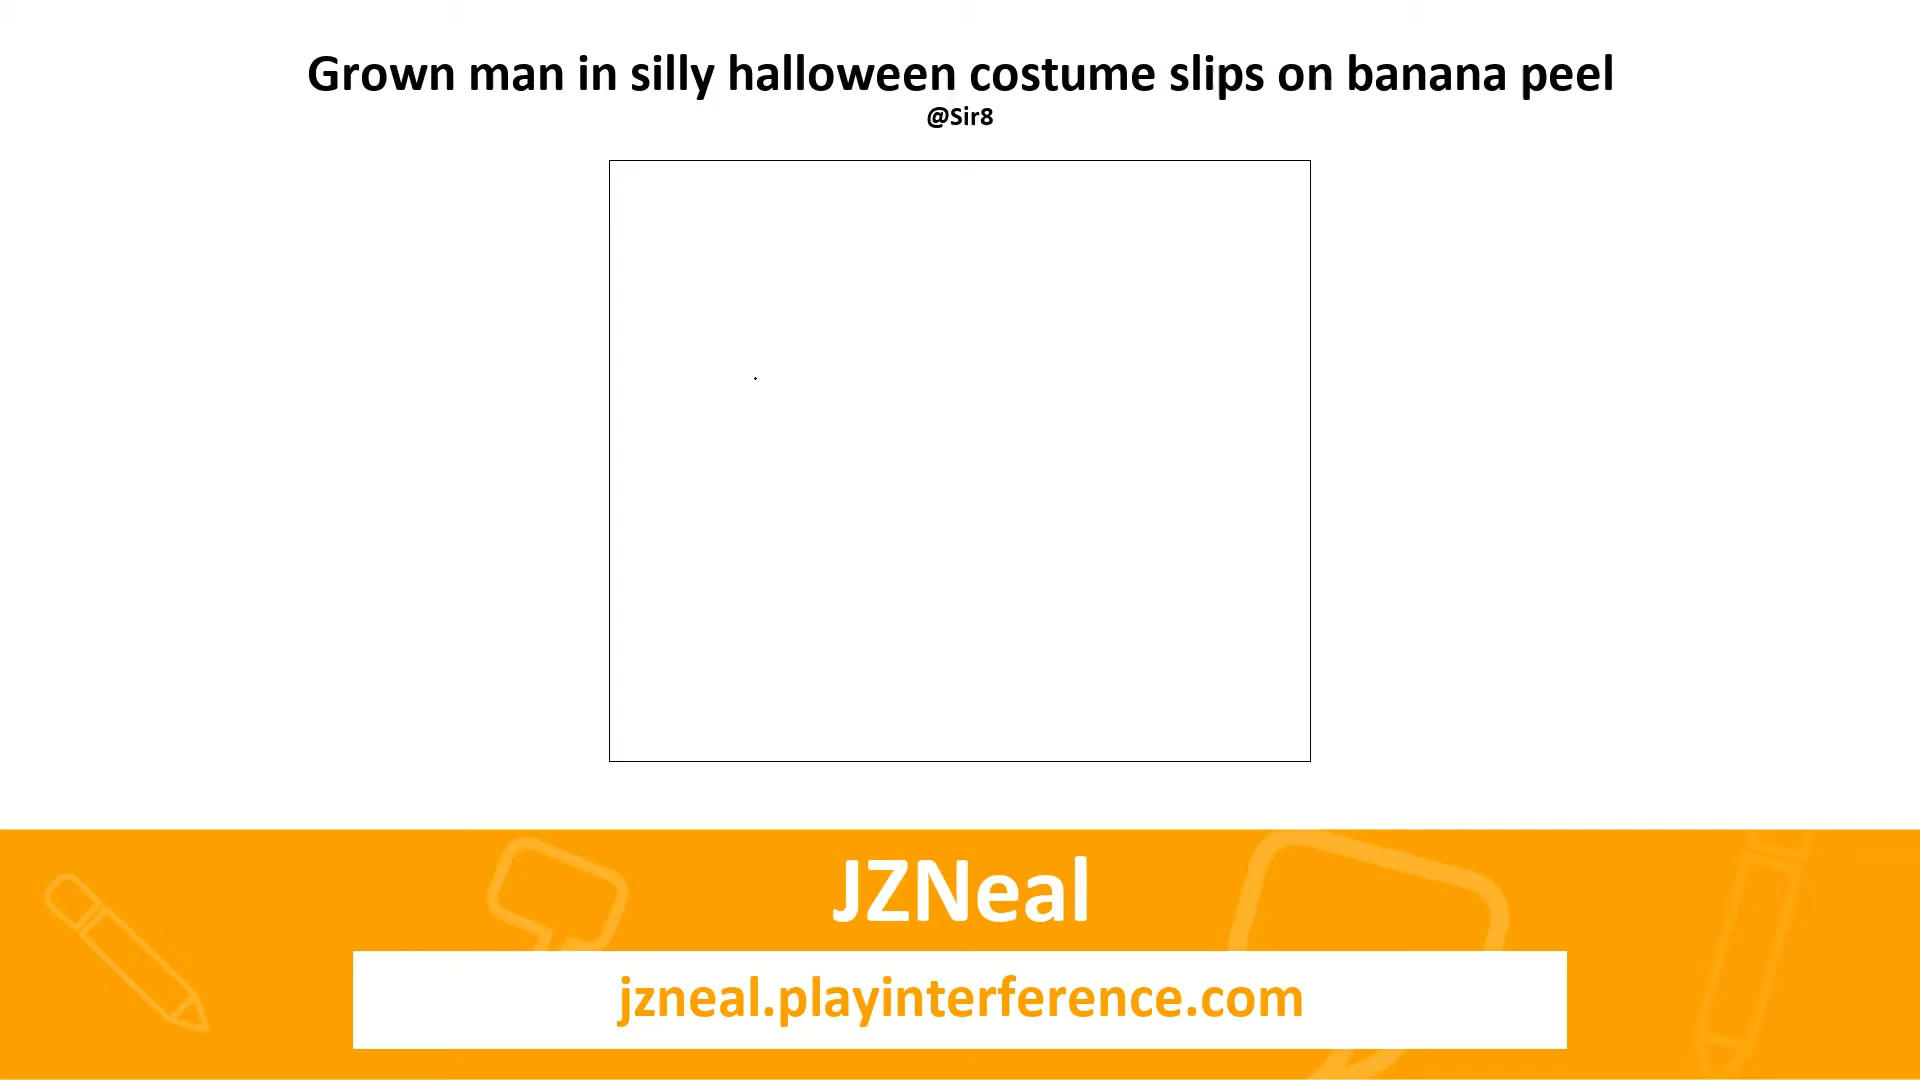 Grown man in silly halloween costume slips on banana peel
@Sir8
JZNeal
jzneal.playinterference.com